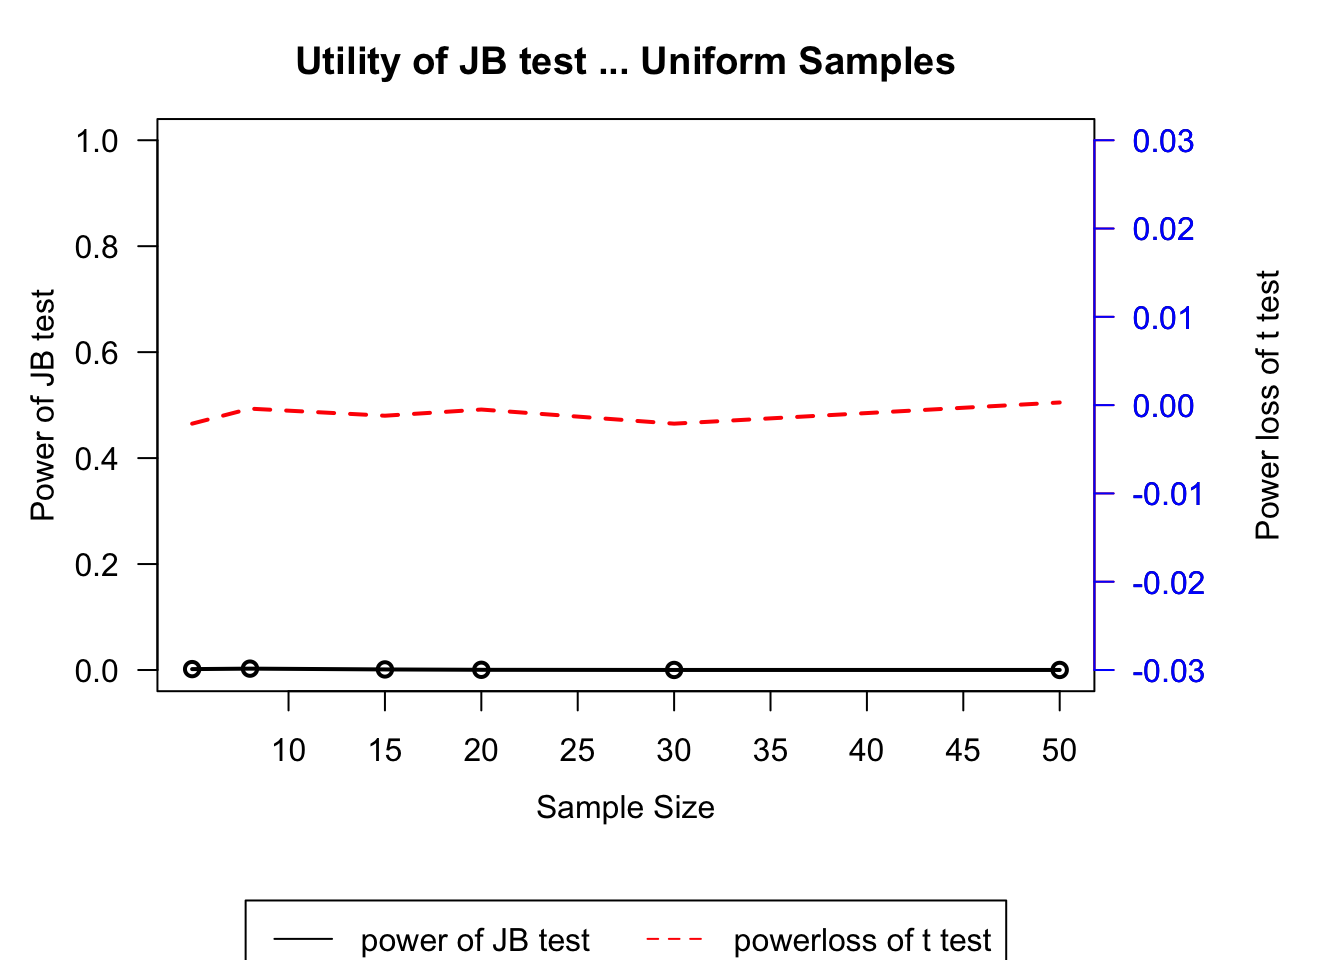 Utility of JB test ... Uniform Samples
1.0
0.8
0.6
0.4
0.2
0.0
Power of JB test
0.03
0.02
0.01
0.00
-0.01
-0.02
-0.03
Power loss of t test
10 15 20 25 30 35 40 45 50
Sample Size
power of JB test powerloss of t test